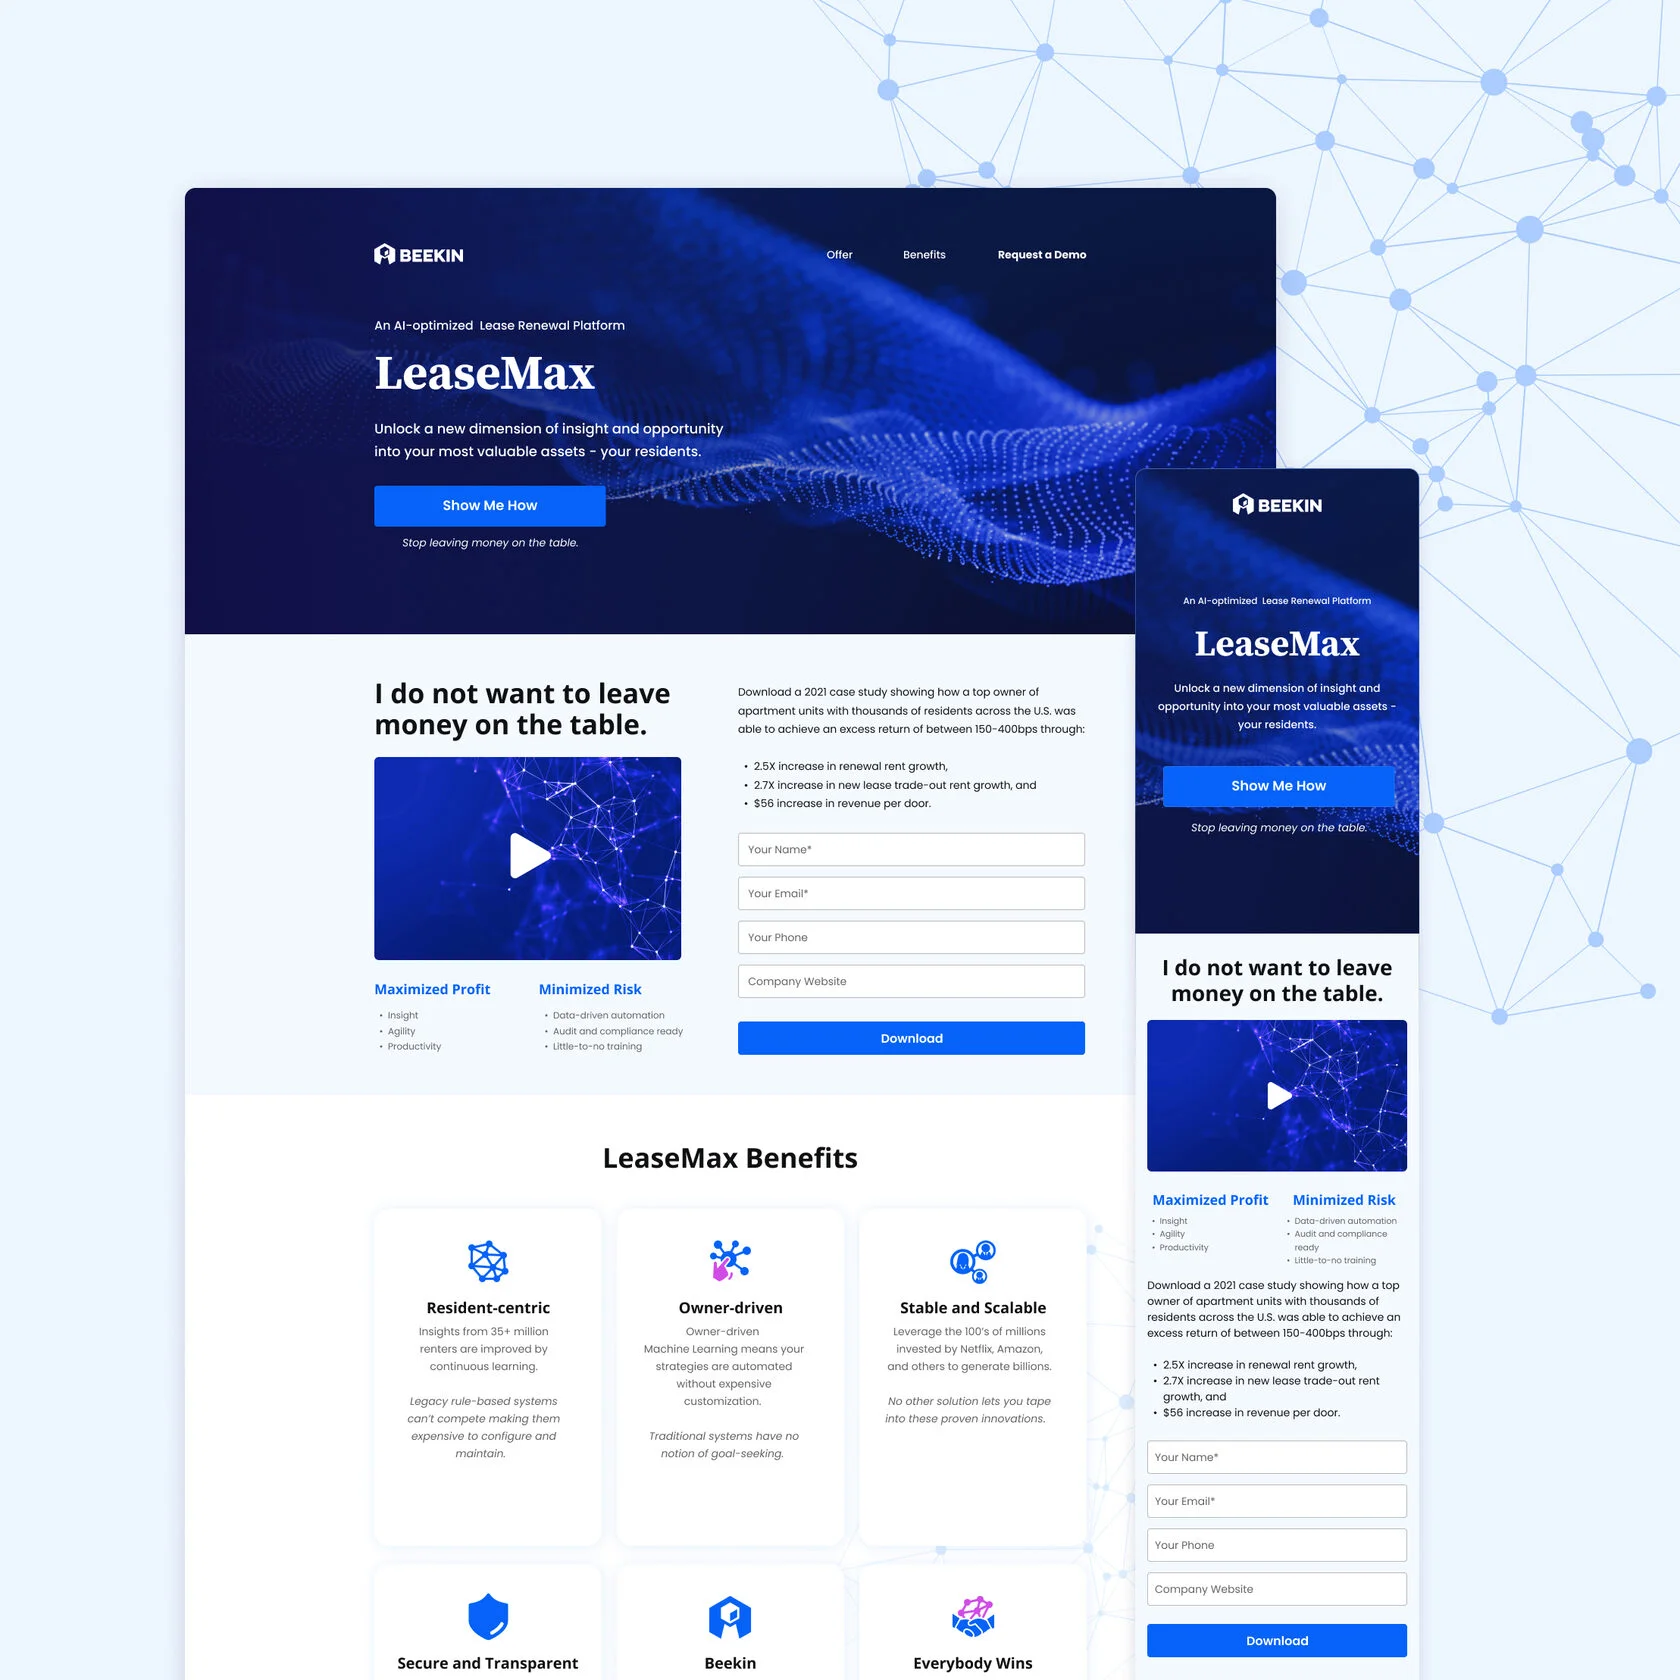 BEEKIN
Offer
Benefits
Request a Demo
An AI-optimized  Lease Renewal Platform
LeaseMax
Unlock a new dimension of insight and opportunity
into your most valuable assets - your residents.
Show Me How
Stop leaving money on the table.
I do not want to leave
money on the table.
Maximized Profit
• Insight
• Agility
• Productivity
Minimized Risk
• Data-driven automation
• Audit and compliance ready
• Little-to-no training
Download a 2021 case study showing how a top owner of
apartment units with thousands of residents across the U.S. was
able to achieve an excess return of between 150-400bps through:
• 2.5X increase in renewal rent growth,
• 2.7X increase in new lease trade-out rent growth, and
• $56 increase in revenue per door.
Your Name*
Your Email*
Your Phone
Company Website
Download
LeaseMax Benefits
Resident-centric
Insights from 35+ million
renters are improved by
continuous learning.
Legacy rule-based systems
can't compete making them
expensive to configure and
maintain.
Owner-driven
Owner-driven
Machine Learning means your
strategies are automated
without expensive
customization.
Traditional systems have no
notion of goal-seeking.
Stable and Scalable
Leverage the 100's of millions
invested by Netflix, Amazon,
and others to generate billions.
No other solution lets you tape
into these proven innovations.
Secure and Transparent
Beekin
Everybody Wins
BEEKIN
An AI-optimized  Lease Renewal Platform
LeaseMax
Unlock a new dimension of insight and
opportunity into your most valuable assets -
your residents.
Show Me How
Stop leaving money on the table.
I do not want to leave
money on the table.
Maximized Profit
• Insight
• Agility
• Productivity
Minimized Risk
• Data-driven automation
• Audit and compliance
ready
• Little-to-no training
Download a 2021 case study showing how a top
owner of apartment units with thousands of
residents across the U.S. was able to achieve an
excess return of between 150-400bps through:
• 2.5X increase in renewal rent growth,
• 2.7X increase in new lease trade-out rent
growth, and
• $56 increase in revenue per door.
Your Name*
Your Email*
Your Phone
Company Website
Download